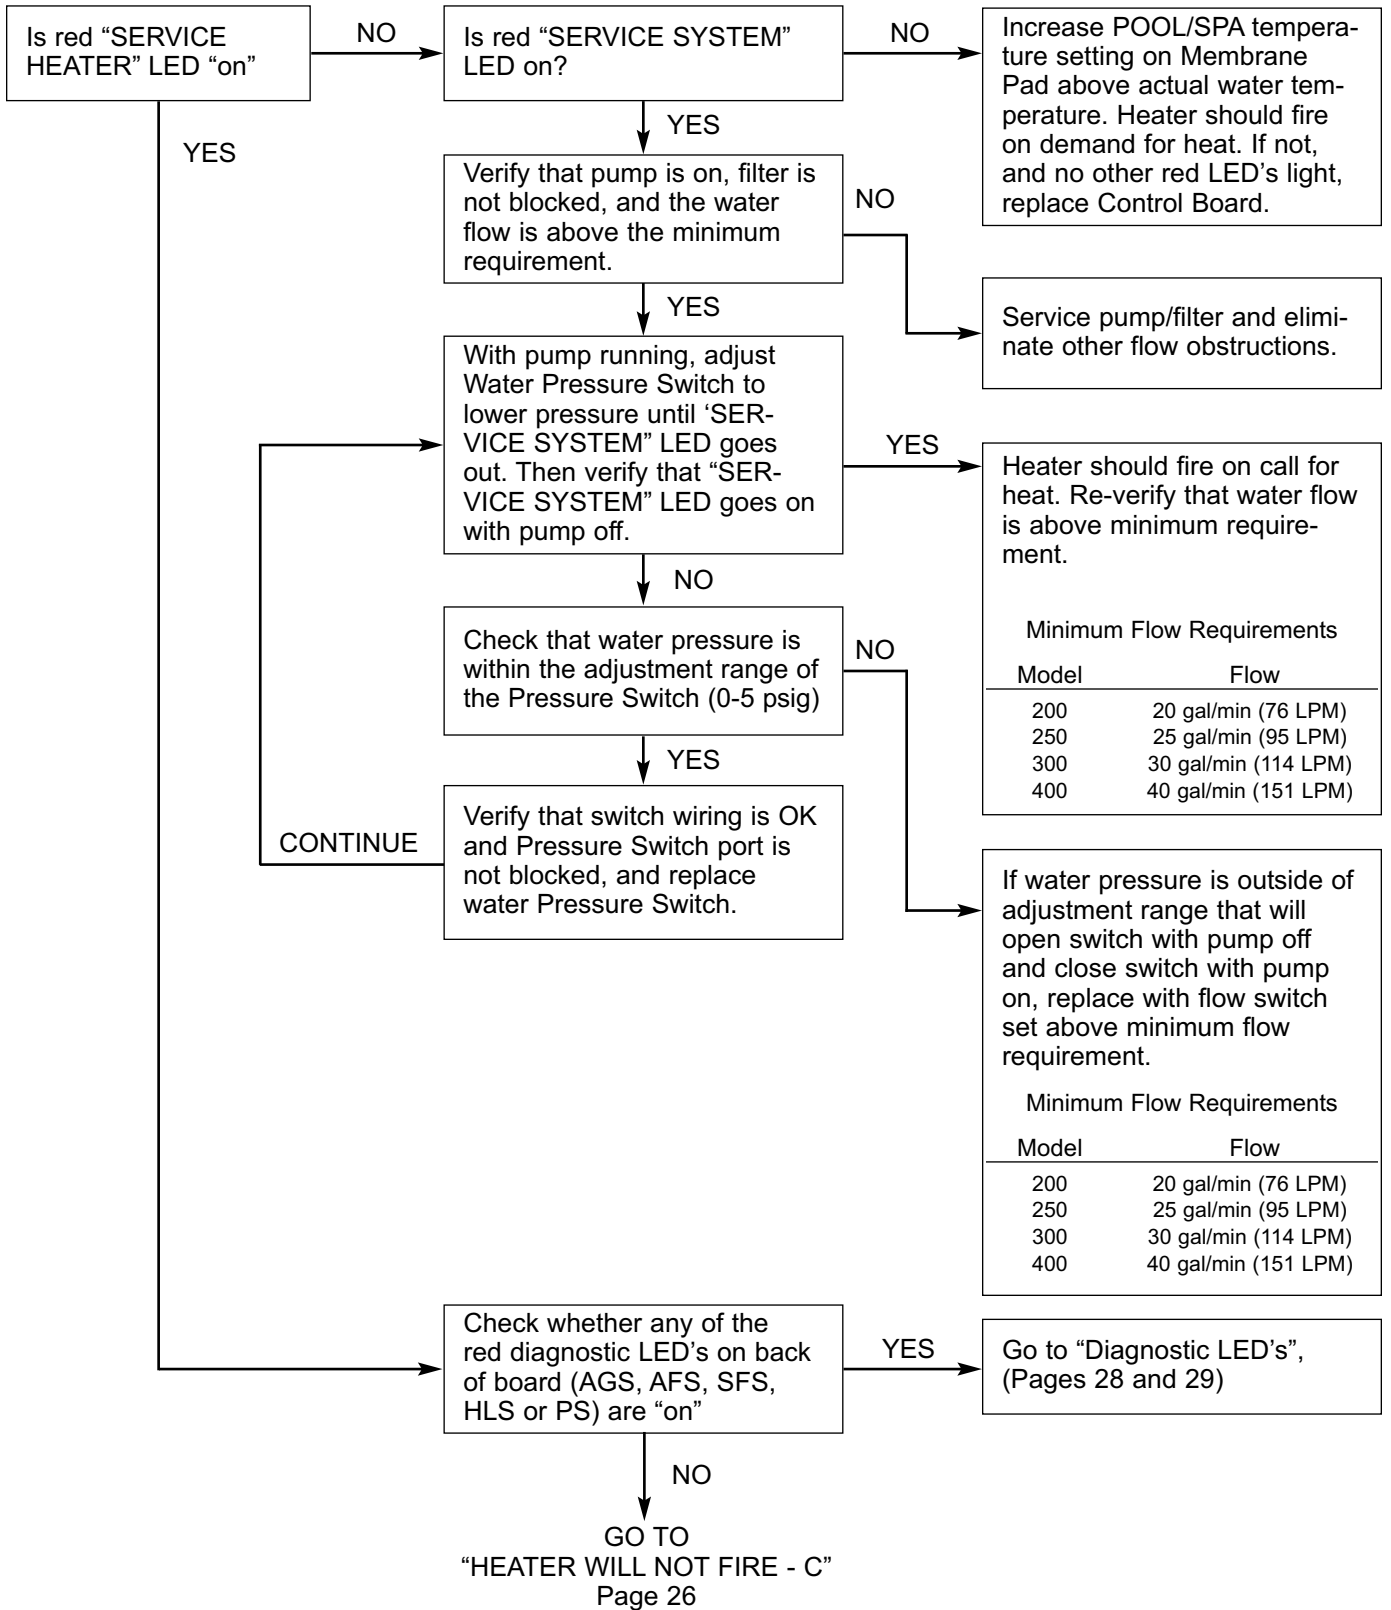 Is red “SERVICE
HEATER” LED “on”
NO
Is red “SERVICE SYSTEM”
LED on?
NO
Increase POOL/SPA tempera-
ture setting on Membrane
Pad above actual water tem-
perature. Heater should fire
on demand for heat. If not,
and no other red LED’s light,
replace Control Board.
YES
YES
Verify that pump is on, filter is
not blocked, and the water
flow is above the minimum
requirement.
NO
Service pump/filter and elimi-
nate other flow obstructions.
YES
With pump running, adjust
Water Pressure Switch to
lower pressure until ‘SER-
VICE SYSTEM” LED goes
out. Then verify that “SER-
VICE SYSTEM” LED goes on
with pump off.
YES
Heater should fire on call for
heat. Re-verify that water flow
is above minimum require-
ment.
Minimum Flow Requirements
Model Flow
200 20 gal/min (76 LPM)
250 25 gal/min (95 LPM)
300 30 gal/min (114 LPM)
400 40 gal/min (151 LPM)
NO
Check that water pressure is
within the adjustment range of
the Pressure Switch (0-5 psig)
NO
YES
Verify that switch wiring is OK
and Pressure Switch port is
not blocked, and replace
water Pressure Switch.
CONTINUE
If water pressure is outside of
adjustment range that will
open switch with pump off
and close switch with pump
on, replace with flow switch
set above minimum flow
requirement.
Minimum Flow Requirements
Model Flow
200 20 gal/min (76 LPM)
250 25 gal/min (95 LPM)
300 30 gal/min (114 LPM)
400 40 gal/min (151 LPM)
Check whether any of the
red diagnostic LED’s on back
of board (AGS, AFS, SFS,
HLS or PS) are “on”
YES
Go to “Diagnostic LED’s”,
(Pages 28 and 29)
NO
GO TO
“HEATER WILL NOT FIRE - C”
Page 26